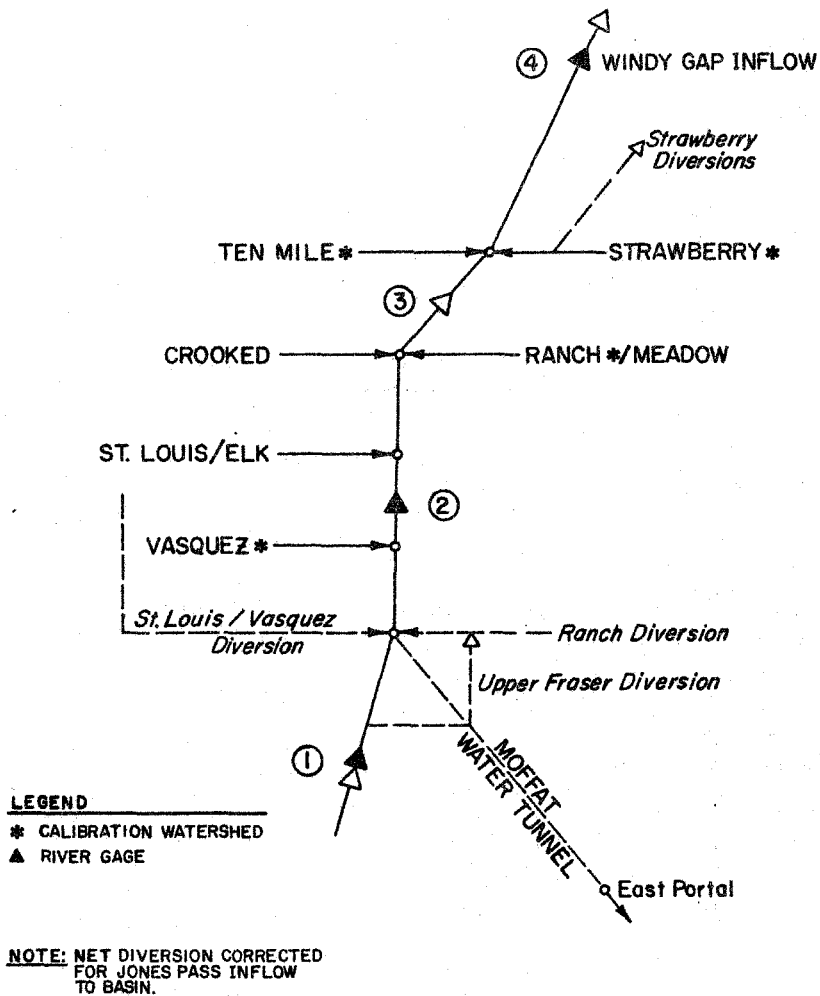 ④ WINDY GAP INFLOW
Strawberry
Diversions
TEN MILE* STRAWBERRY*
③
CROOKED RANCH*/MEADOW
ST. LOUIS/ELK
②
VASQUEZ*
St. Louis / Vasquez
Diversion
Ranch Diversion
Upper Fraser Diversion
①
MOFFAT
WATER TUNNEL
LEGEND
* CALIBRATION WATERSHED
▲ RIVER GAGE
East Portal
NOTE: NET DIVERSION CORRECTED
FOR JONES PASS INFLOW
TO BASIN.